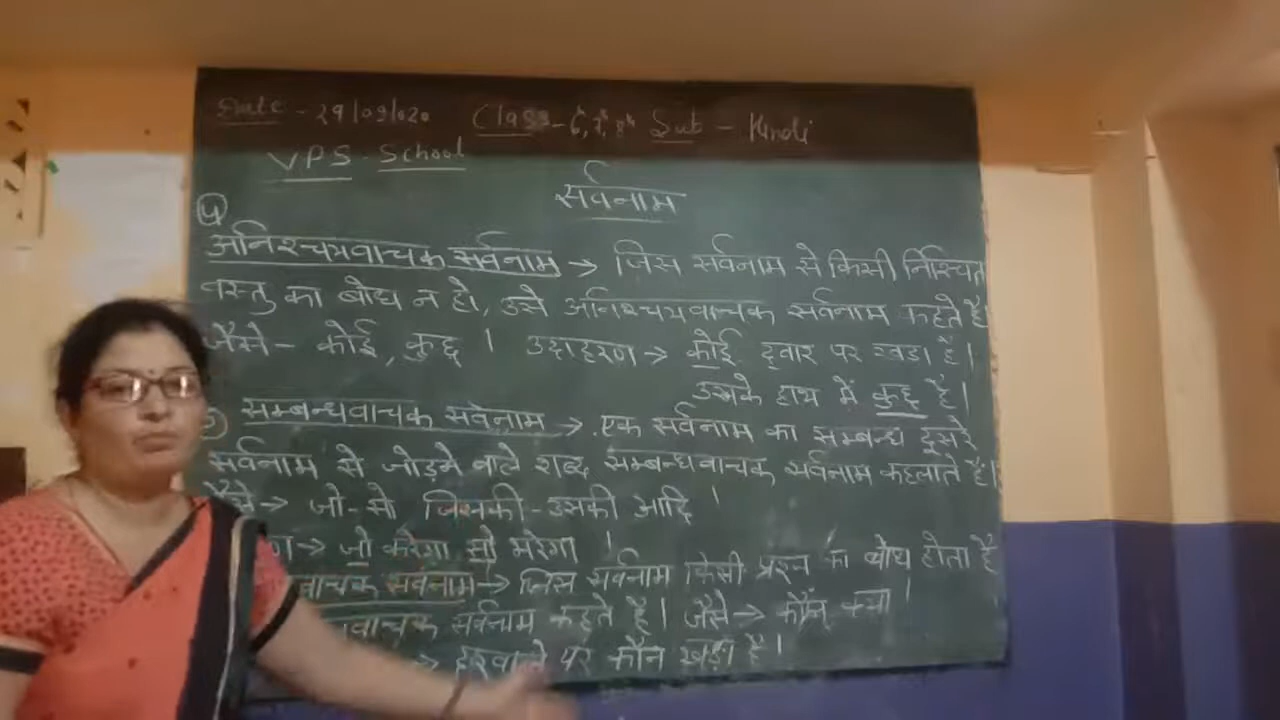 Date - 29/09/020 Class - 6th, 7th, 8th Sub - Hindi
VPS School
सर्वनाम
4
अनिश्चयवाचक सर्वनाम → जिस सर्वनाम से किसी निश्चित
वस्तु का बोध न हो, उसे अनिश्चयवाचक सर्वनाम कहते है
जैसे - कोई, कुछ । उदाहरण → कोई द्वार पर खडा है।
उसके हाथ में कुछ है।
सम्बन्धवाचक सर्वनाम → एक सर्वनाम का सम्बन्ध दूसरे
सर्वनाम से जोड़ने वाले शब्द सम्बन्धवाचक सर्वनाम कहलाते है।
जैसे → जो-सो जिसकी-उसकी आदि ।
ण → जो करेगा सो भरेगा ।
वाचक सर्वनाम → जिस सर्वनाम किसी प्रश्न का बोध होता है
वाचक सर्वनाम कहते है। जैसे → कौन, क्या।
→ पर कौन खड़ा है।